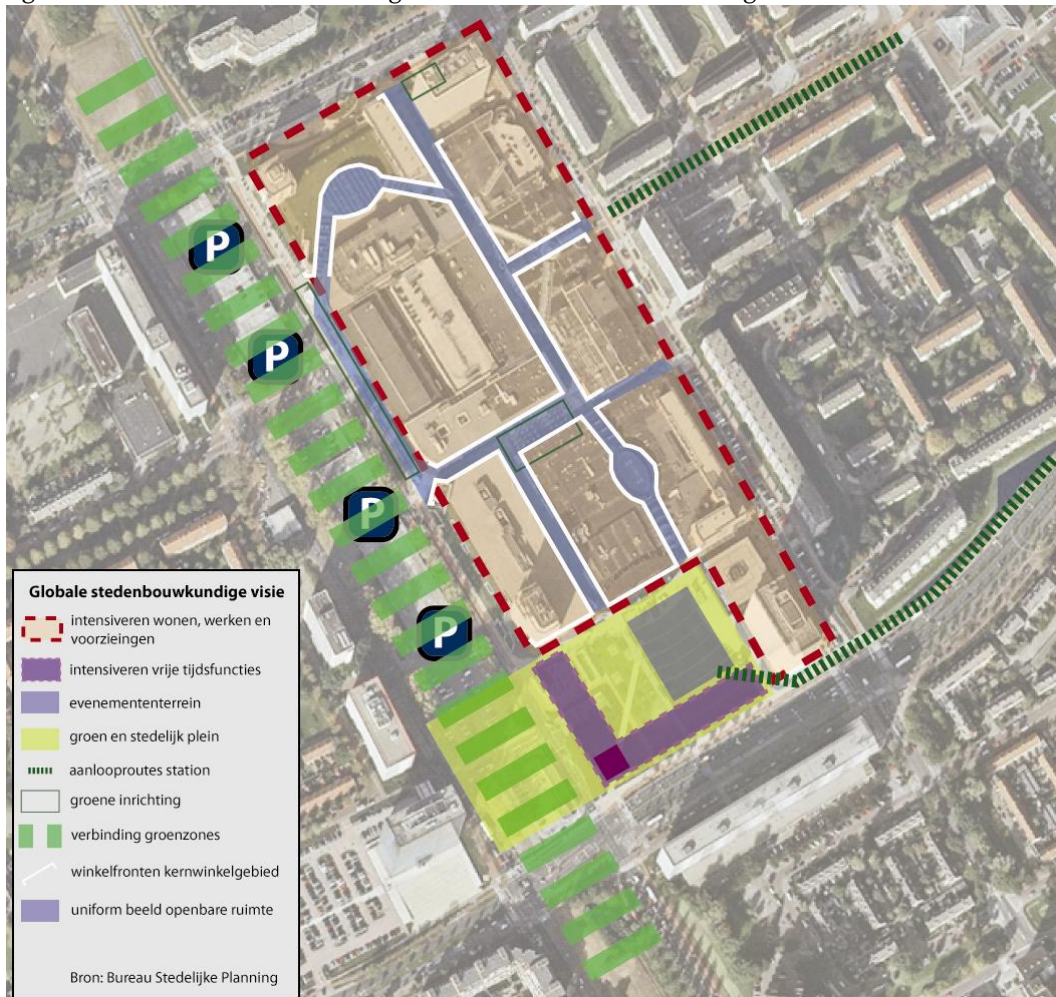 P
P
P
P
Globale stedenbouwkundige visie
intensiveren wonen, werken en
voorzieingen
intensiveren vrije tijdsfuncties
evenemententerrein
groen en stedelijk plein
aanlooproutes station
groene inrichting
verbinding groenzones
winkelfronten kernwinkelgebied
uniform beeld openbare ruimte
Bron: Bureau Stedelijke Planning